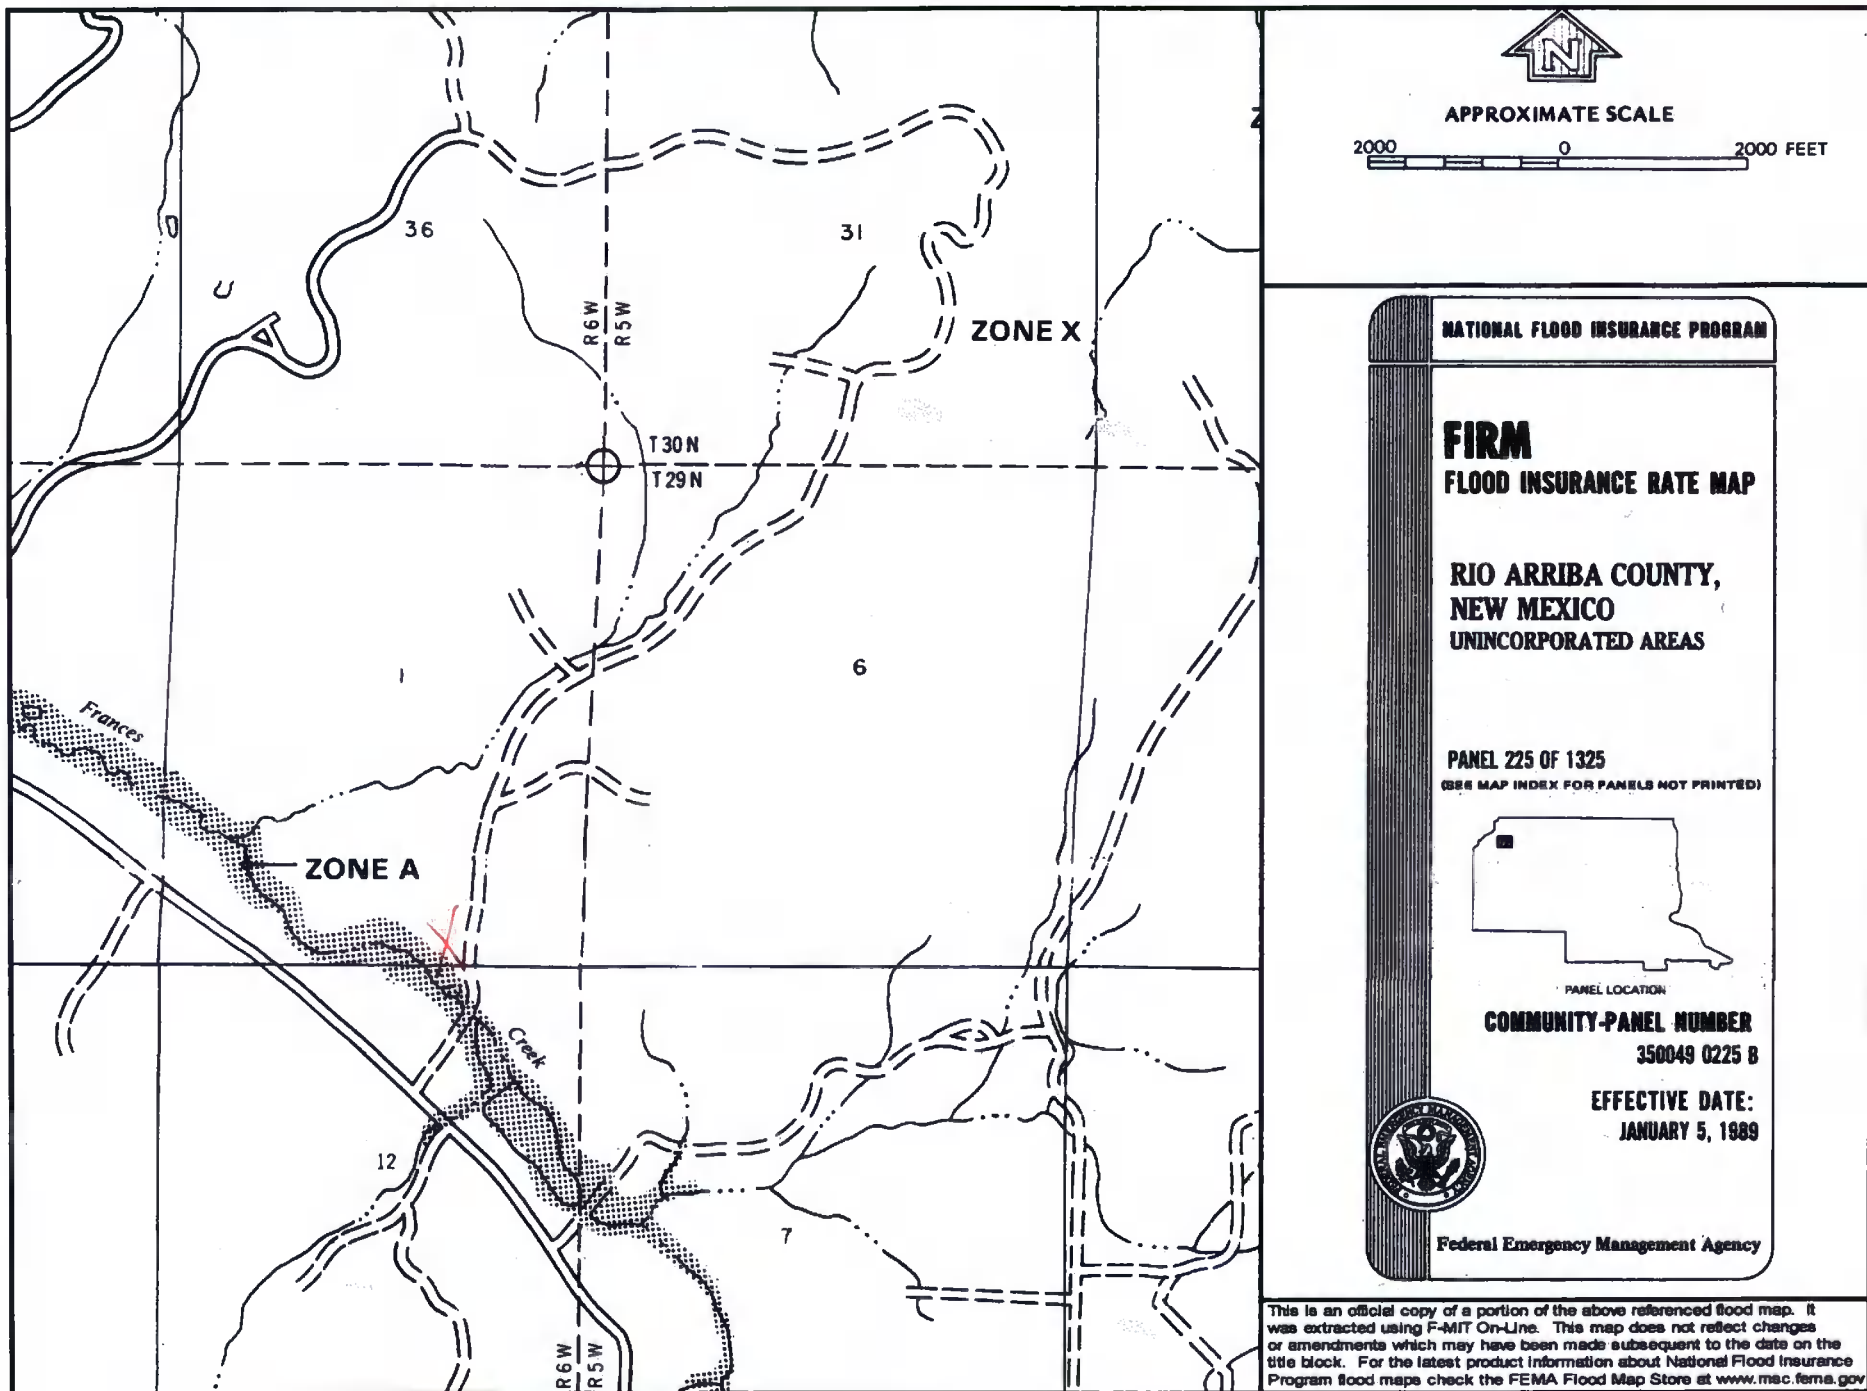 N
APPROXIMATE SCALE
2000 0 2000 FEET
36
31
R6W
R5W
ZONE X
T30N
T29N
1
6
Frances
ZONE A
Creek
12
7
R6W
R5W
NATIONAL FLOOD INSURANCE PROGRAM
FIRM
FLOOD INSURANCE RATE MAP
RIO ARRIBA COUNTY,
NEW MEXICO
UNINCORPORATED AREAS
PANEL 225 OF 1325
(SEE MAP INDEX FOR PANELS NOT PRINTED)
PANEL LOCATION
COMMUNITY-PANEL NUMBER
350049 0225 B
EFFECTIVE DATE:
JANUARY 5, 1989
FEDERAL EMERGENCY MANAGEMENT AGENCY
Federal Emergency Management Agency
This is an official copy of a portion of the above referenced flood map. It
was extracted using F-MIT On-Line. This map does not reflect changes
or amendments which may have been made subsequent to the date on the
title block. For the latest product information about National Flood Insurance
Program flood maps check the FEMA Flood Map Store at www.msc.fema.gov